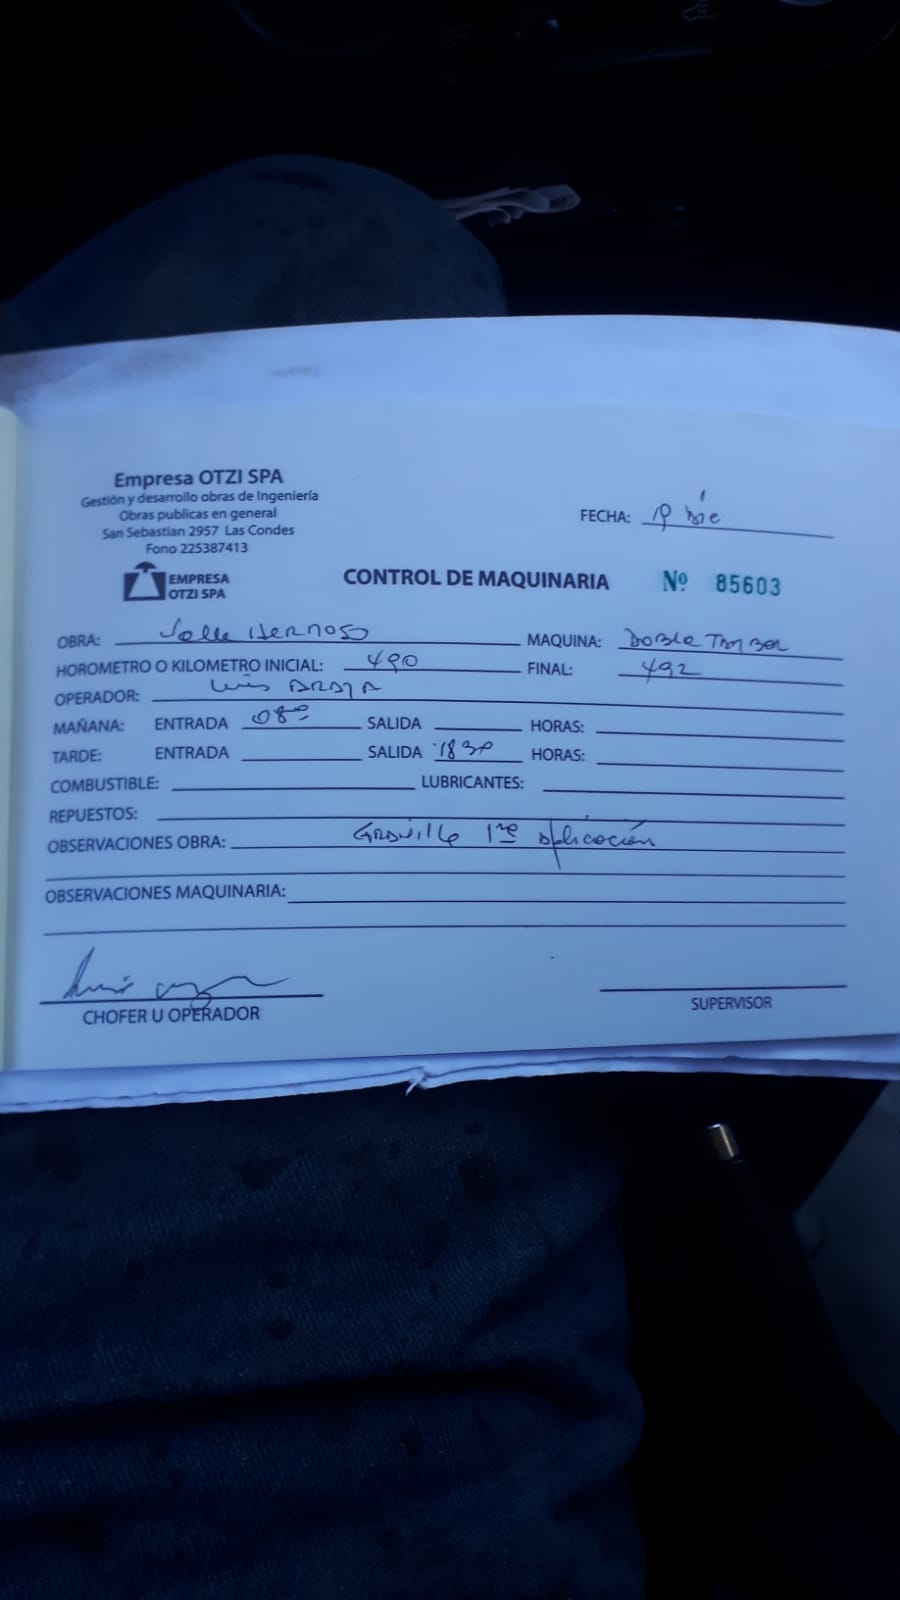 Empresa OTZI SPA
Gestión y desarrollo obras de Ingeniería
Obras publicas en general
San Sebastian 2957 Las Condes
Fono 225387413
EMPRESA
OTZI SPA
FECHA: Dic
CONTROL DE MAQUINARIA Nº 85603
OBRA: Valle Hermoso MAQUINA: Doble Tambor
HOROMETRO O KILOMETRO INICIAL: 490 FINAL: 492
OPERADOR: Luis ARAYA
MAÑANA: ENTRADA 08°° SALIDA HORAS:
TARDE: ENTRADA SALIDA 18 30 HORAS:
COMBUSTIBLE: LUBRICANTES:
REPUESTOS:
OBSERVACIONES OBRA: Gravilla 1ra Aplicación
OBSERVACIONES MAQUINARIA:
CHOFER U OPERADOR
SUPERVISOR